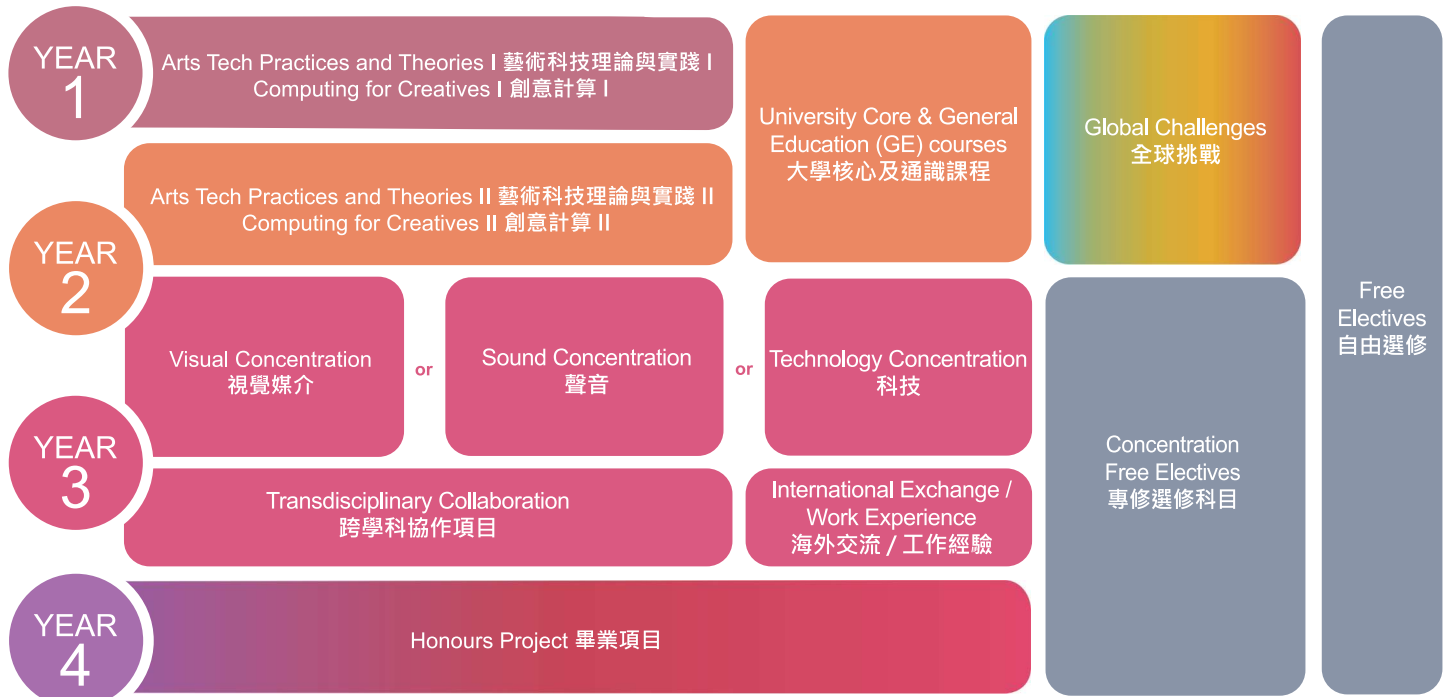 YEAR
1
Arts Tech Practices and Theories I 藝術科技理論與實踐 I
Computing for Creatives I 創意計算 I
University Core & General
Education (GE) courses
大學核心及通識課程
Global Challenges
全球挑戰
Free
Electives
自由選修
YEAR
2
Arts Tech Practices and Theories II 藝術科技理論與實踐 II
Computing for Creatives II 創意計算 II
Visual Concentration
視覺媒介
or
Sound Concentration
聲音
or
Technology Concentration
科技
Concentration
Free Electives
專修選修科目
YEAR
3
Transdisciplinary Collaboration
跨學科協作項目
International Exchange /
Work Experience
海外交流 / 工作經驗
YEAR
4
Honours Project 畢業項目